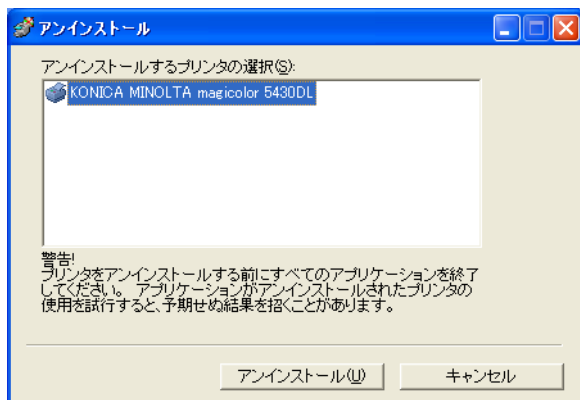 アンインストール
アンインストールするプリンタの選択(S):
KONICA MINOLTA magicolor 5430DL
警告!
プリンタをアンインストールする前にすべてのアプリケーションを終了
してください。 アプリケーションがアンインストールされたプリンタの
使用を試行すると、予期せぬ結果を招くことがあります。
アンインストール(U)
キャンセル